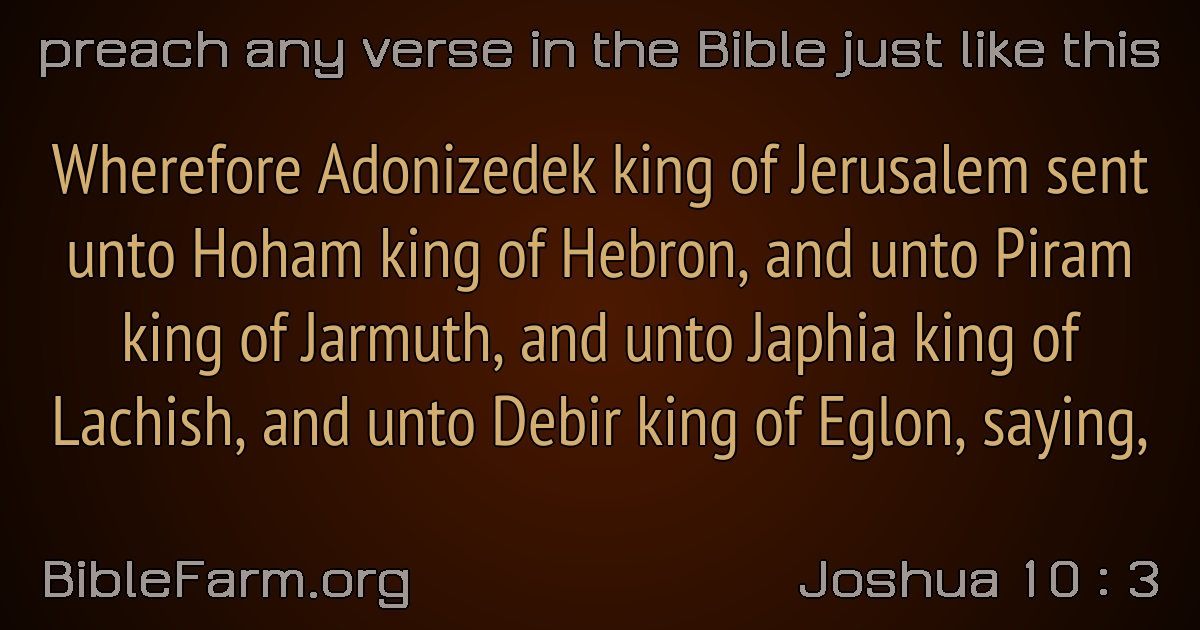 preach any verse in the Bible just like this
Wherefore Adonizedek king of Jerusalem sent
unto Hoham king of Hebron, and unto Piram
king of Jarmuth, and unto Japhia king of
Lachish, and unto Debir king of Eglon, saying,
BibleFarm.org
Joshua 10 : 3